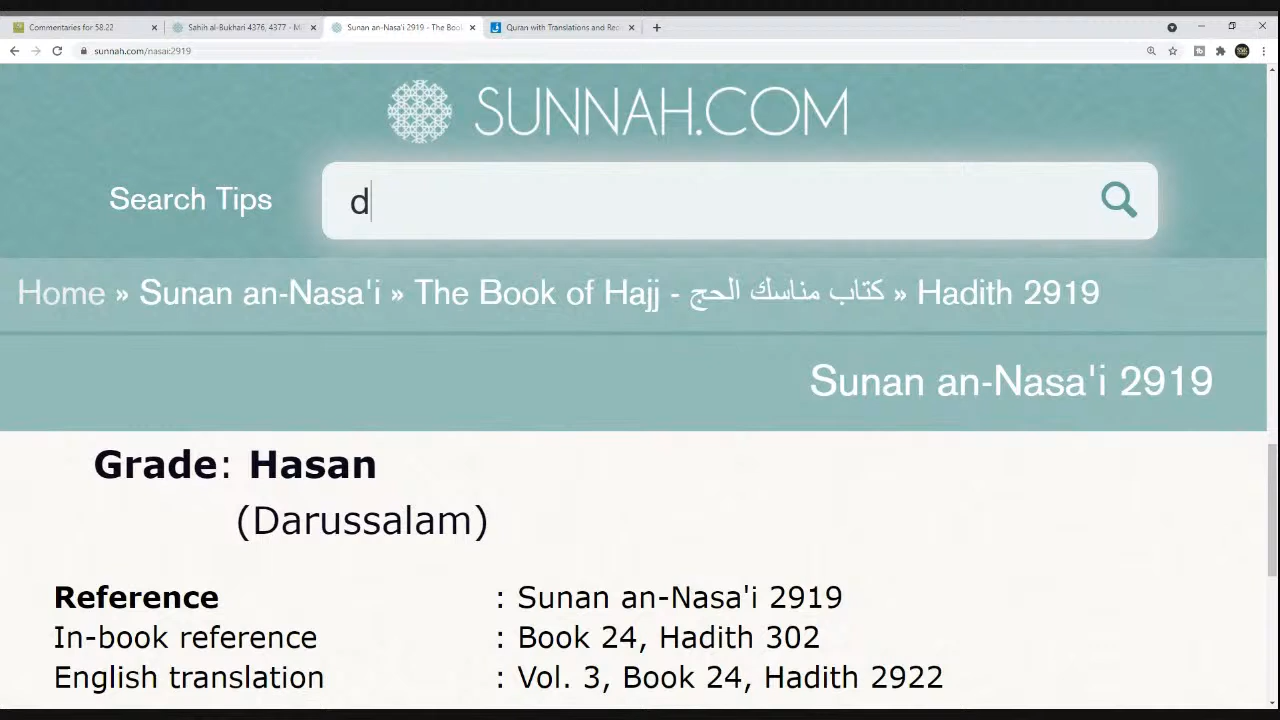 Commentaries for 58.22
Sahih al-Bukhari 4376, 4377 - Mi
Sunan an-Nasa'i 2919 - The Book
Quran with Translations and Rec
sunnah.com/nasai:2919
SUNNAH.COM
Search Tips
d
Home » Sunan an-Nasa'i » The Book of Hajj - كتاب مناسك الحج » Hadith 2919
Sunan an-Nasa'i 2919
Grade: Hasan
(Darussalam)
Reference : Sunan an-Nasa'i 2919
In-book reference : Book 24, Hadith 302
English translation : Vol. 3, Book 24, Hadith 2922